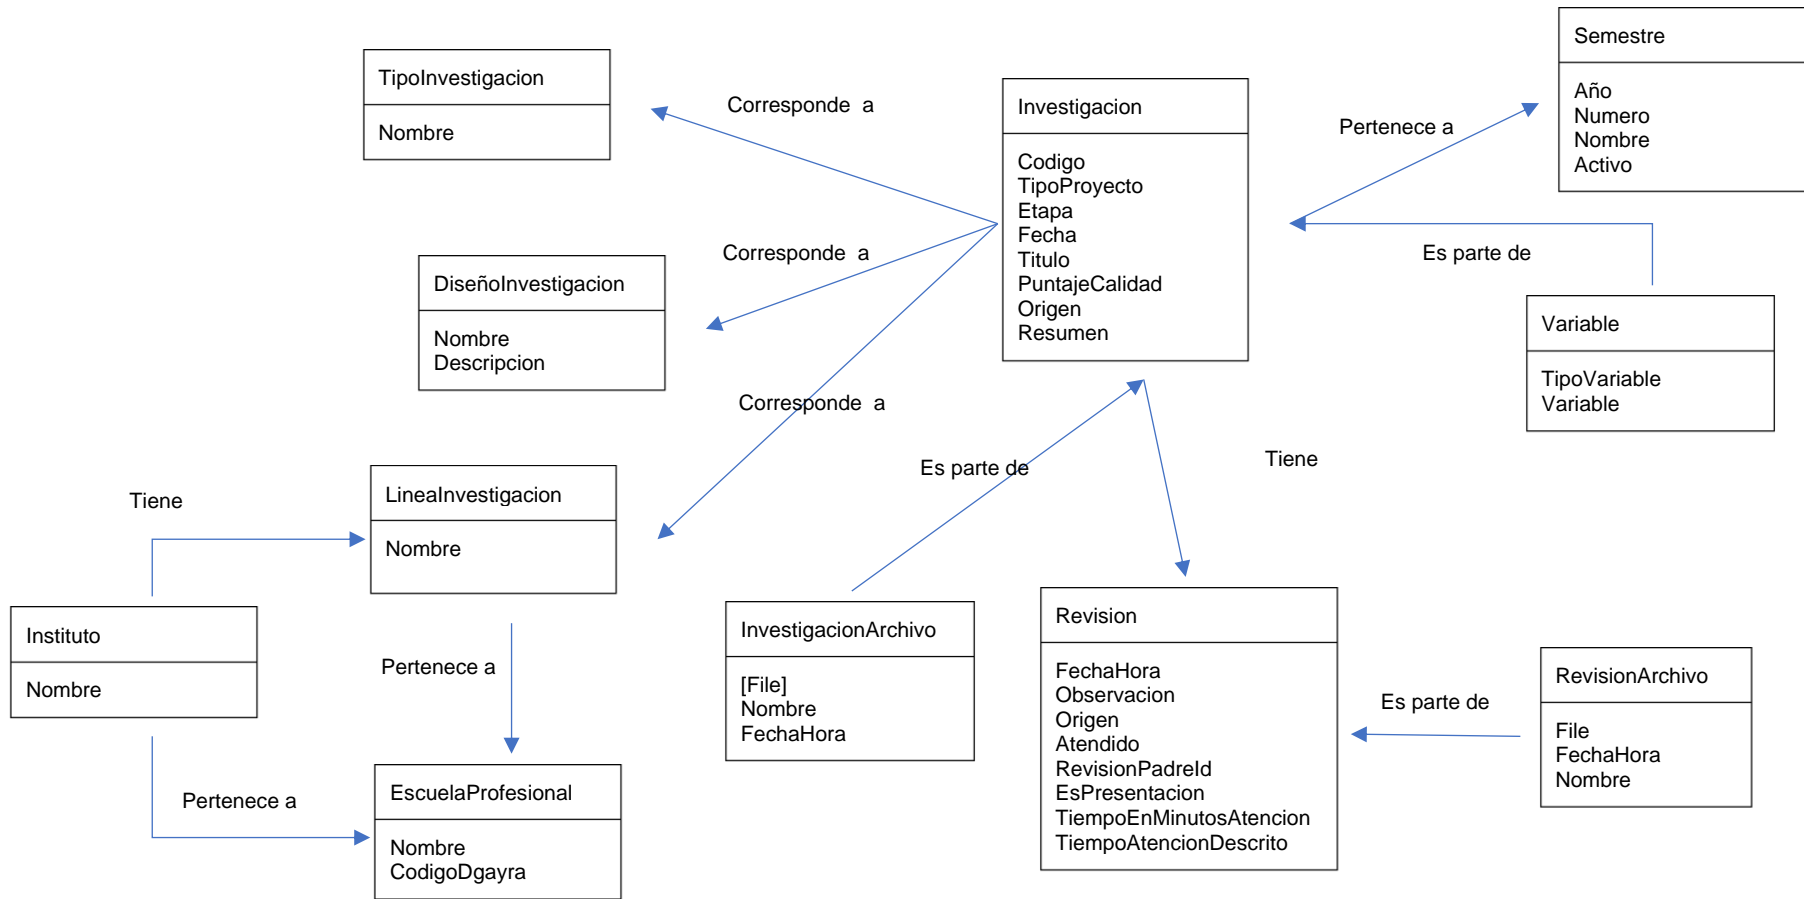 Semestre
Año
Numero
Nombre
Activo
TipoInvestigacion
Nombre
Corresponde a
Investigacion
Codigo
TipoProyecto
Etapa
Fecha
Titulo
PuntajeCalidad
Origen
Resumen
Pertenece a
Corresponde a
DiseñoInvestigacion
Nombre
Descripcion
Es parte de
Variable
TipoVariable
Variable
Corresponde a
Es parte de
Tiene
Tiene
LineaInvestigacion
Nombre
Instituto
Nombre
Pertenece a
InvestigacionArchivo
[File]
Nombre
FechaHora
Revision
FechaHora
Observacion
Origen
Atendido
RevisionPadreId
EsPresentacion
TiempoEnMinutosAtencion
TiempoAtencionDescrito
Es parte de
RevisionArchivo
File
FechaHora
Nombre
Pertenece a
EscuelaProfesional
Nombre
CodigoDgayra